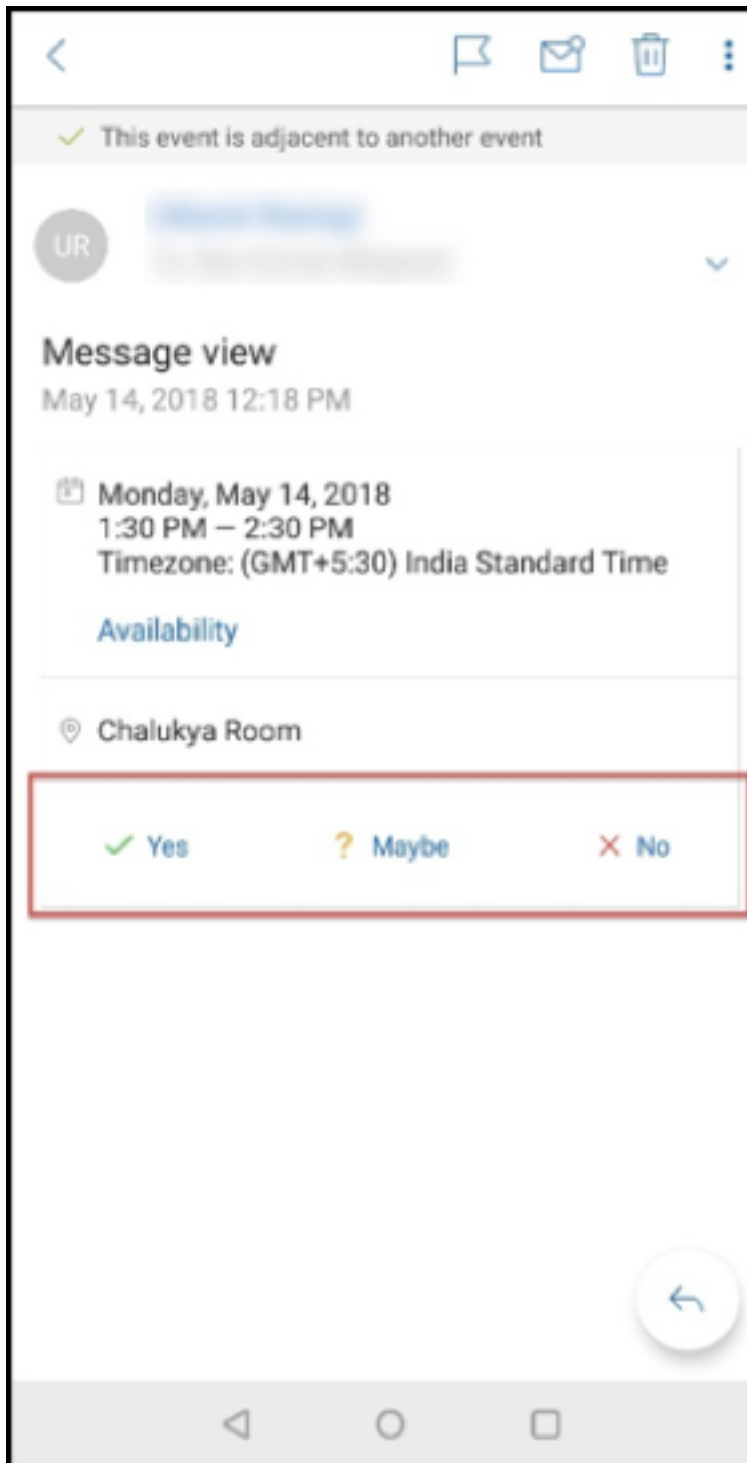 This event is adjacent to another event
UR
Message view
May 14, 2018 12:18 PM
Monday, May 14, 2018
1:30 PM — 2:30 PM
Timezone: (GMT+5:30) India Standard Time
Availability
Chalukya Room
Yes
? Maybe
No